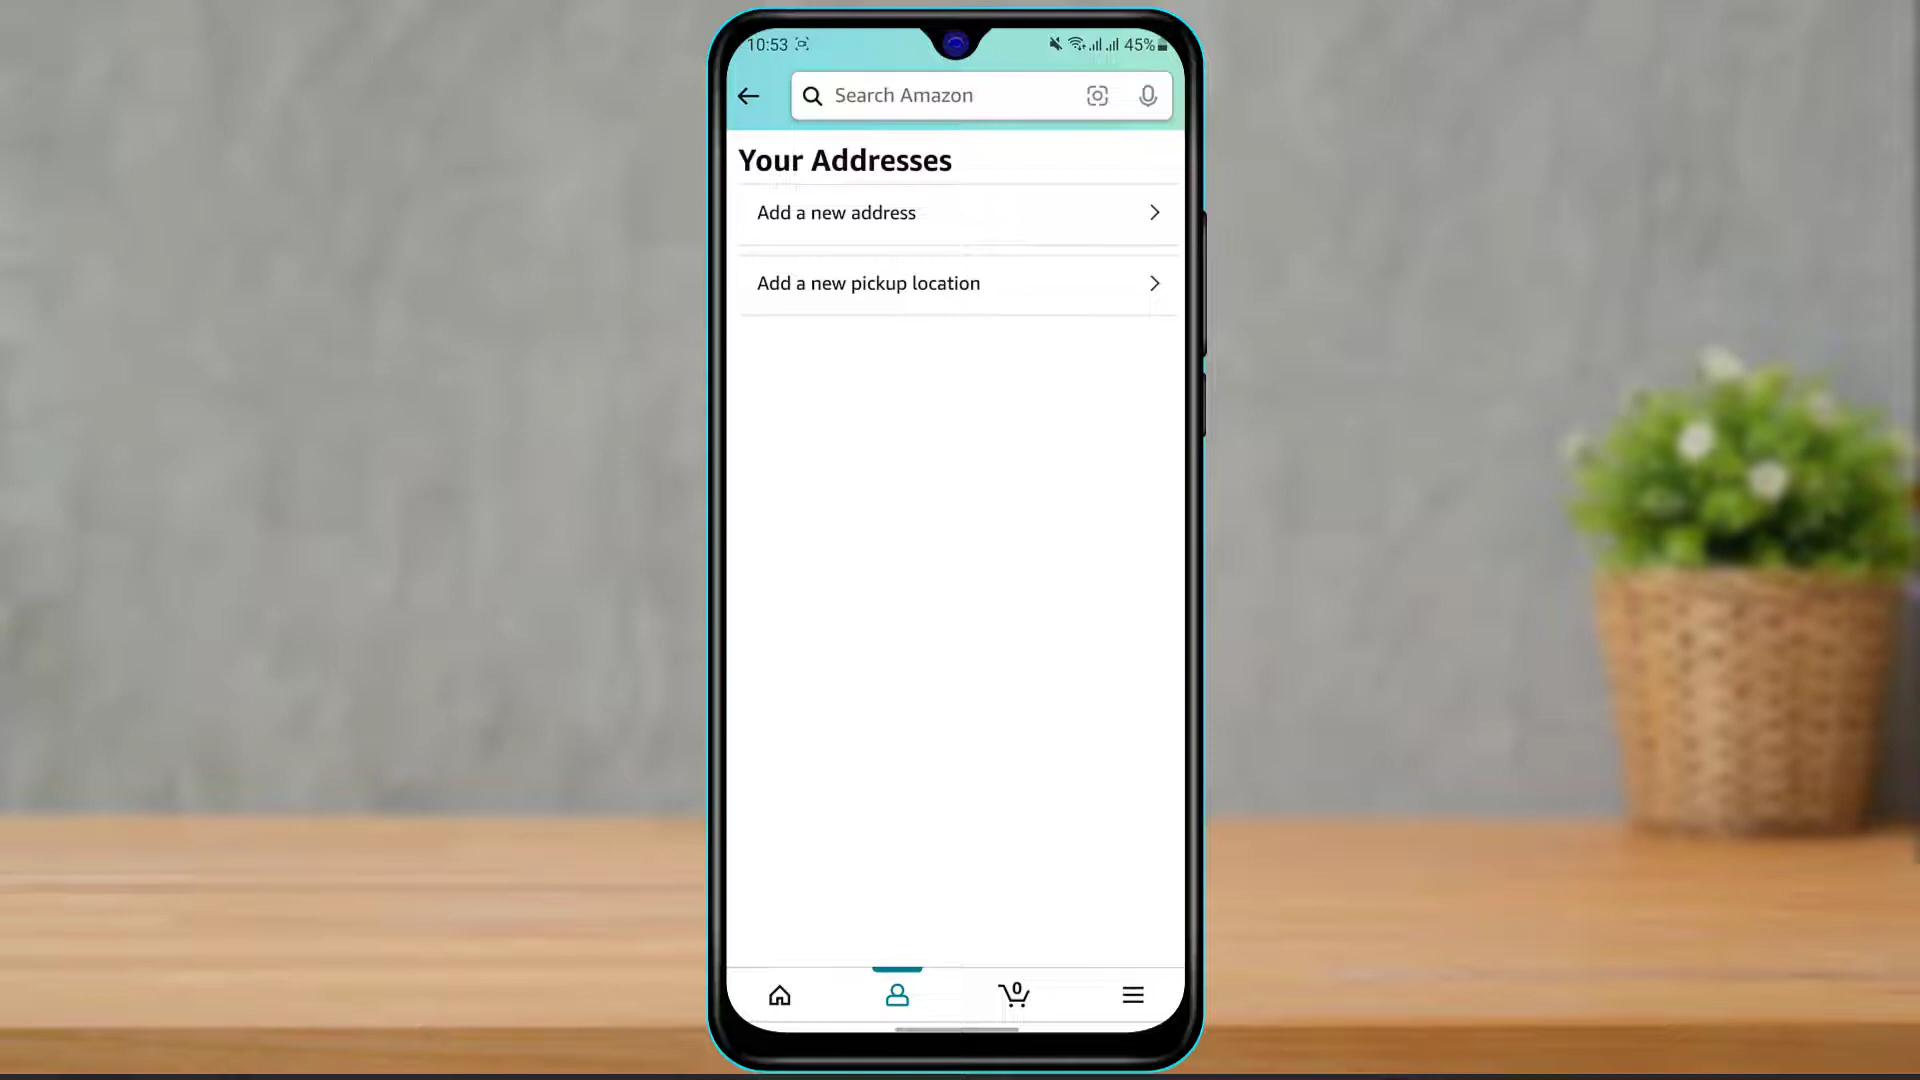 10:53 45%
Search Amazon
Your Addresses
Add a new address
Add a new pickup location
0